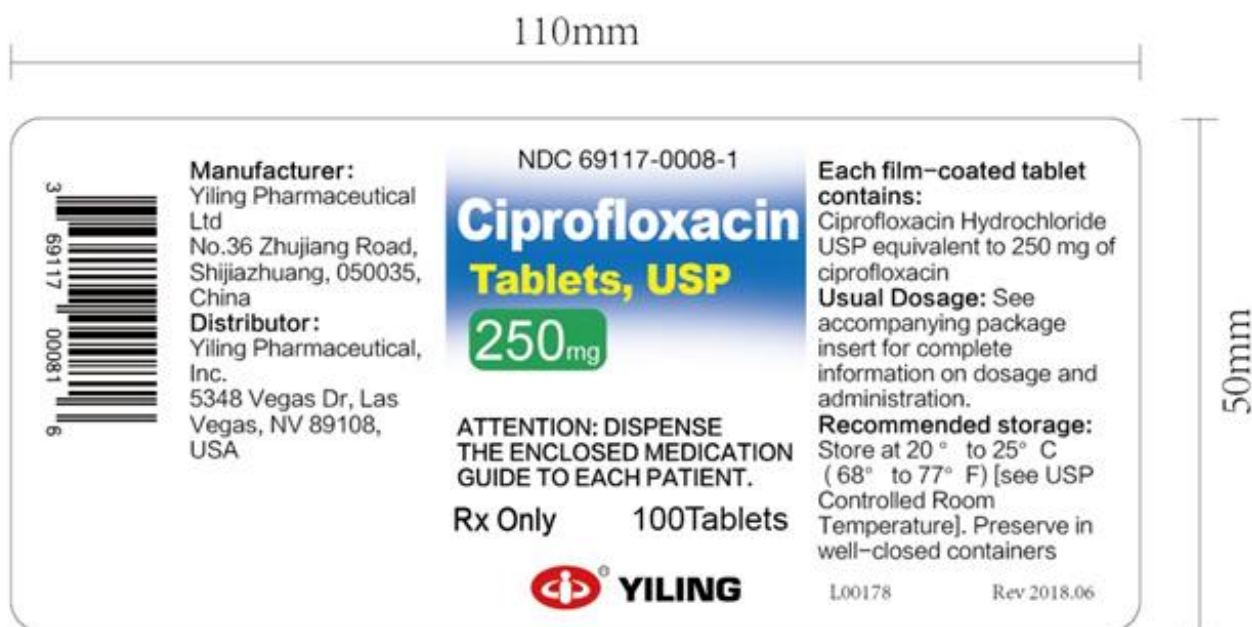 110mm
3 69117 00081 6
Manufacturer:
Yiling Pharmaceutical
Ltd
No.36 Zhujiang Road,
Shijiazhuang, 050035,
China
Distributor:
Yiling Pharmaceutical,
Inc.
5348 Vegas Dr, Las
Vegas, NV 89108,
USA
NDC 69117-0008-1
Ciprofloxacin
Tablets, USP
250mg
ATTENTION: DISPENSE
THE ENCLOSED MEDICATION
GUIDE TO EACH PATIENT.
Rx Only 100Tablets
® YILING
Each film-coated tablet
contains:
Ciprofloxacin Hydrochloride
USP equivalent to 250 mg of
ciprofloxacin
Usual Dosage: See
accompanying package
insert for complete
information on dosage and
administration.
Recommended storage:
Store at 20 ° to 25° C
( 68° to 77° F) [see USP
Controlled Room
Temperature]. Preserve in
well-closed containers
L00178 Rev 2018.06
50mm